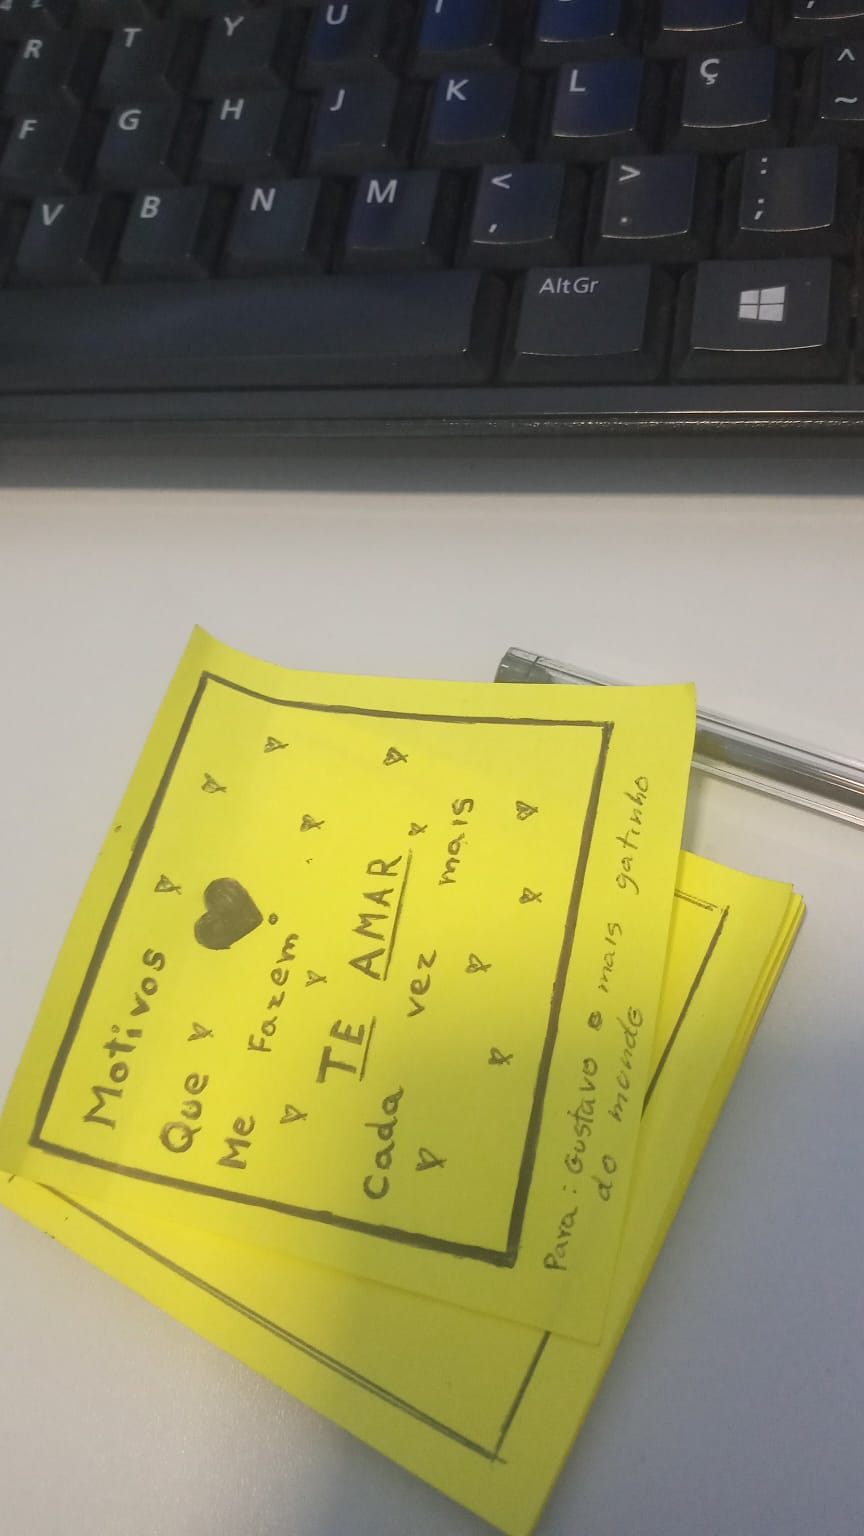 R T Y U
F G H J K L Ç ^ ~
V B N M < , > . : ;
AltGr
Motivos
Que
Me Fazem
TE AMAR
Cada vez mais
Para: Gustavo o mais gatinho
do mundo